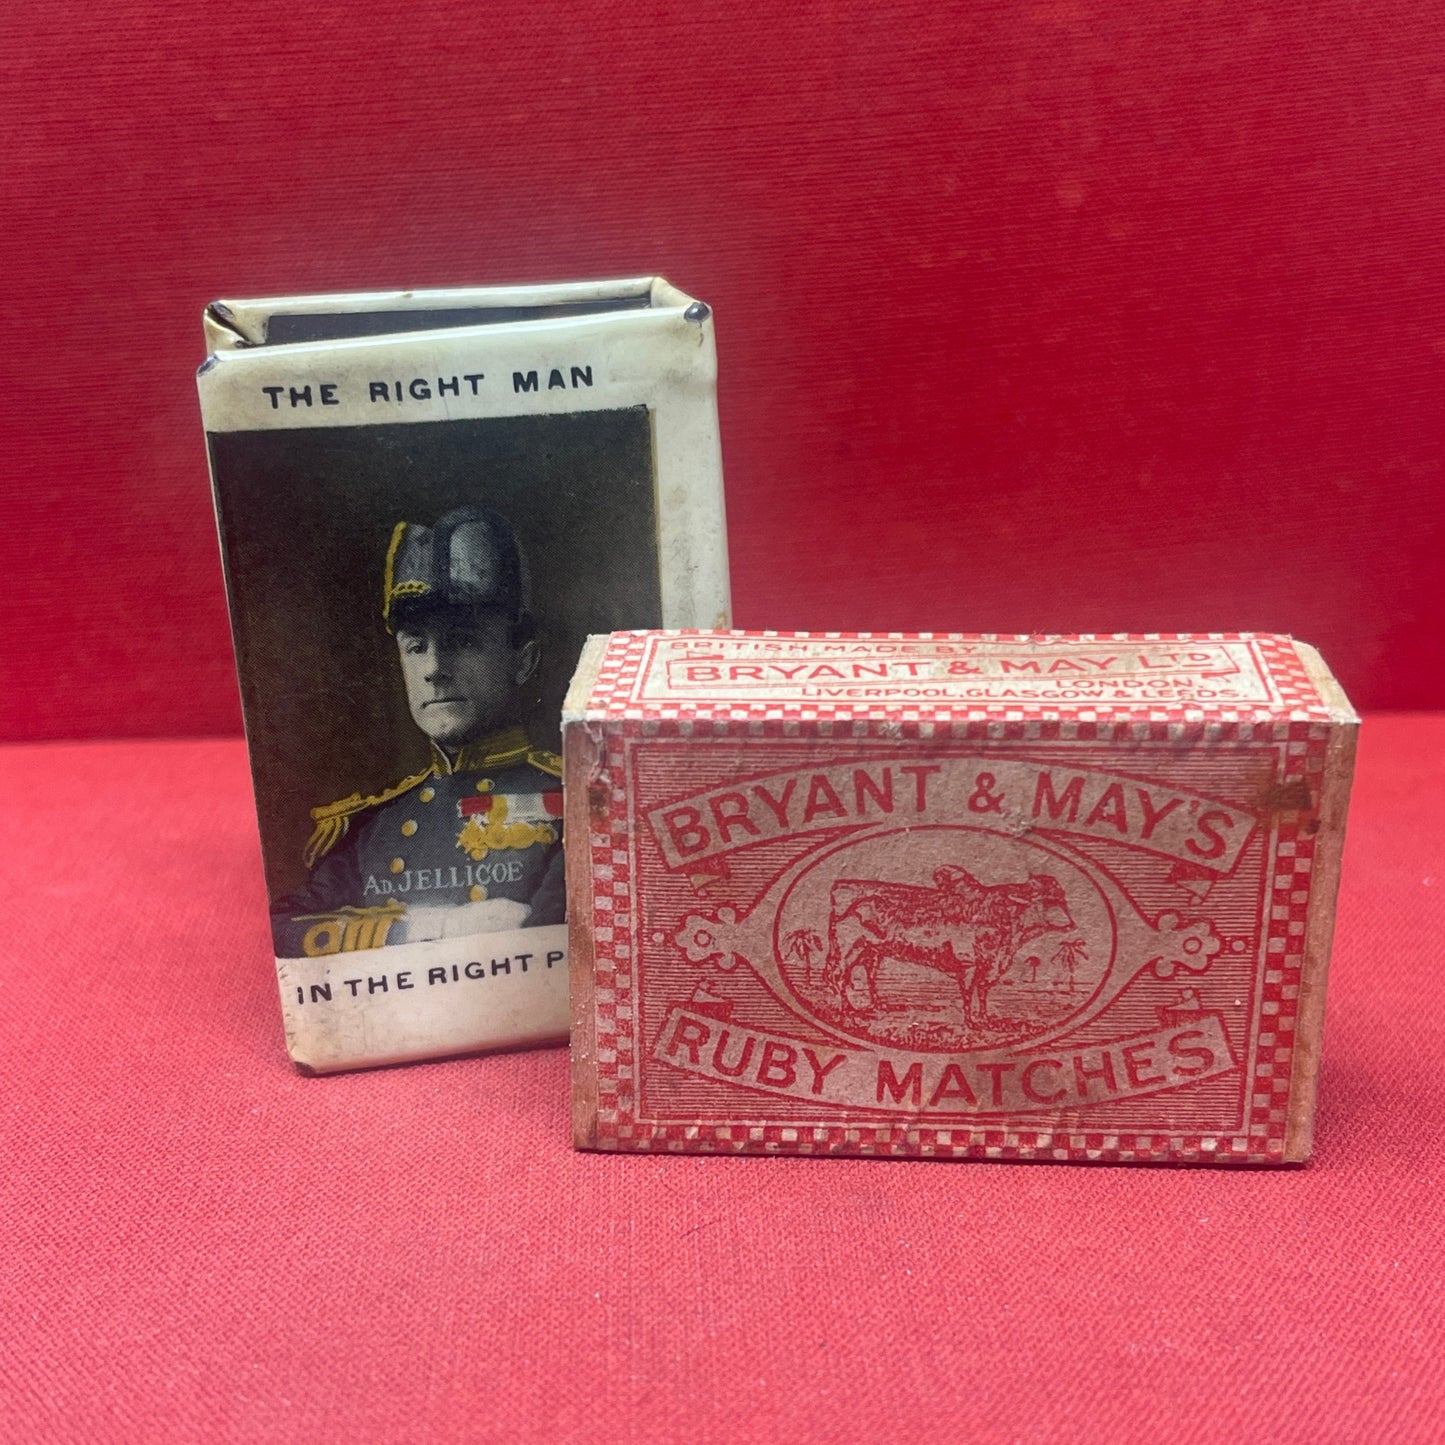 THE RIGHT MAN
AD. JELLICOE
IN THE RIGHT P
BRITISH MADE BY
BRYANT & MAY LTD
LONDON,
LIVERPOOL, GLASGOW & LEEDS.
BRYANT & MAY'S
RUBY MATCHES